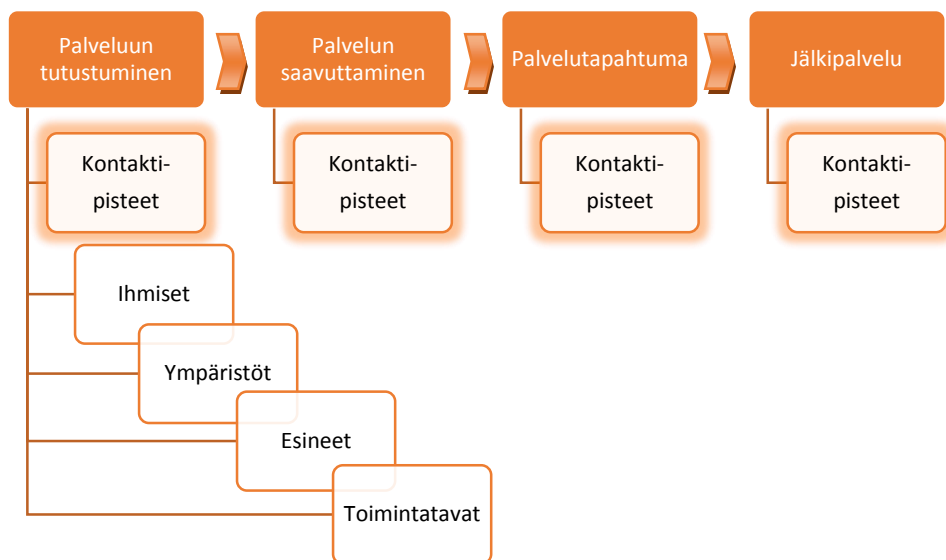 Palveluun
tutustuminen
Palvelun
saavuttaminen
Palvelutapahtuma
Jälkipalvelu
Kontakti-
pisteet
Kontakti-
pisteet
Kontakti-
pisteet
Kontakti-
pisteet
Ihmiset
Ympäristöt
Esineet
Toimintatavat